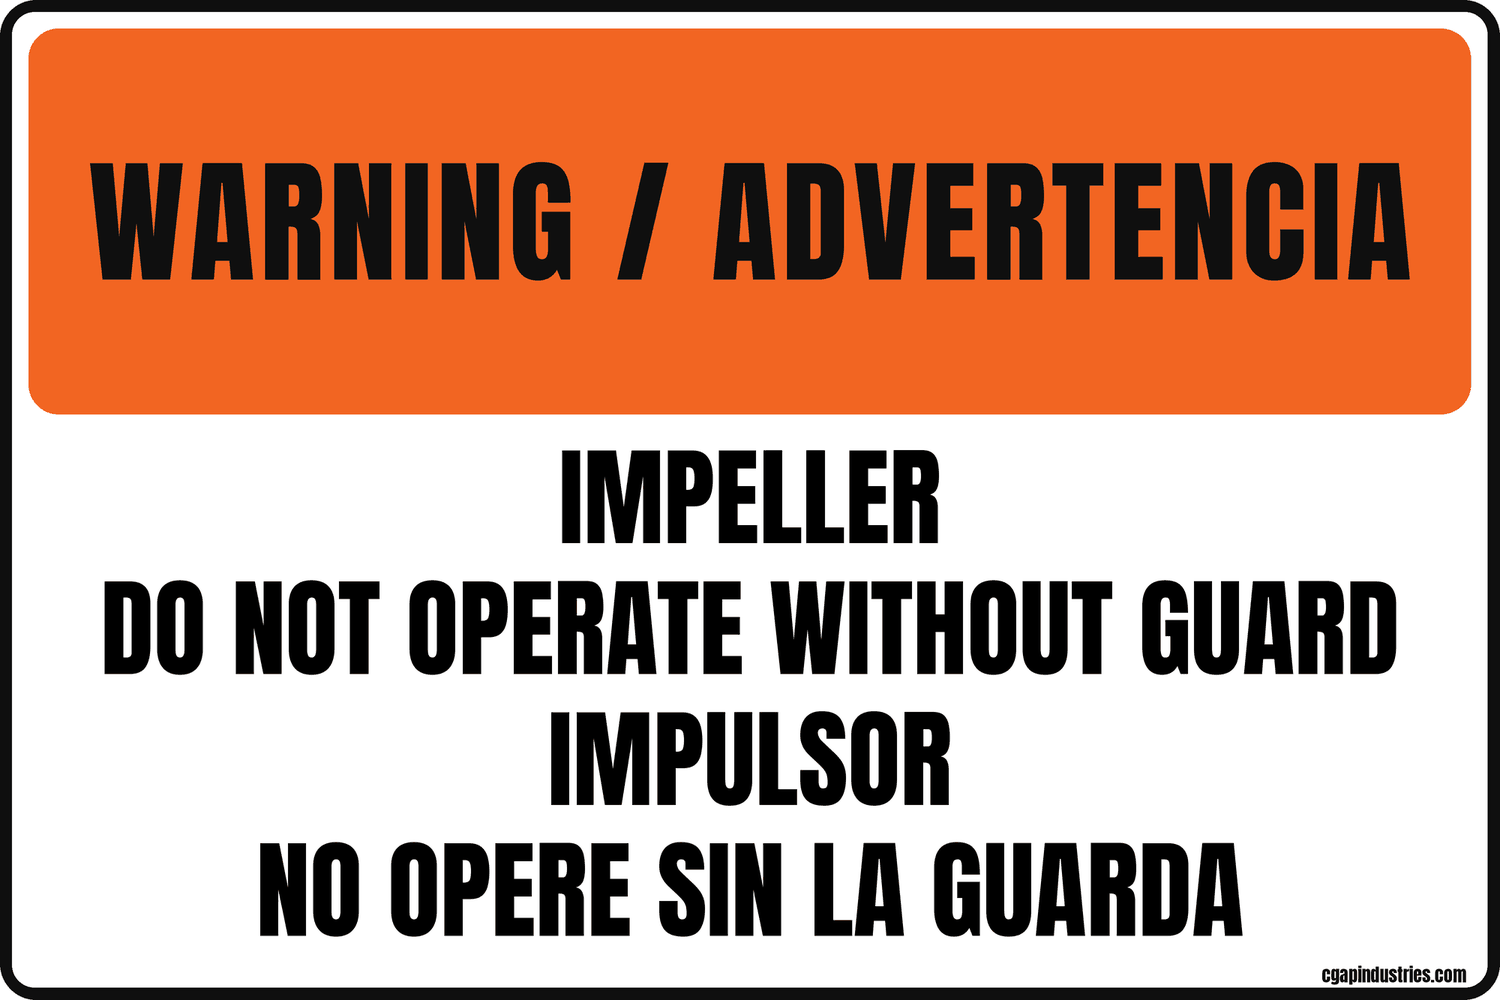 WARNING / ADVERTENCIA
IMPELLER
DO NOT OPERATE WITHOUT GUARD
IMPULSOR
NO OPERE SIN LA GUARDA
cgapindustries.com